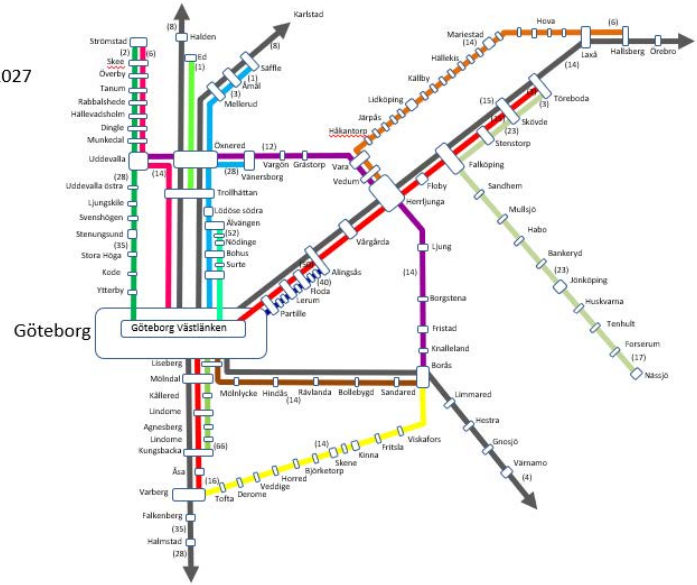 2027
(8)
Halden
Karlstad
(8)
Strömstad
(2)
(6)
Skee
Överby
Tanum
Rabbalshede
Hällevadsholm
Dingle
Munkedal
Uddevalla
Ed
(1)
Säffle
(1)
Åmål
(3)
Mellerud
Öxnered
(12)
Vargön
Grästorp
(28)
Vänersborg
(28)
(14)
Trollhättan
Uddevalla östra
Ljungskile
Svenshögen
Stenungsund
(35)
Stora Höga
Kode
Ytterby
Lödöse södra
Älvängen
(52)
Nödinge
Bohus
Surte
Göteborg
Göteborg Västlänken
Mariestad
(14)
Hova
(6)
Laxå
Hallsberg
Örebro
Hällekis
Källby
Lidköping
Järpås
Håkantorp
Vara
Vedum
(14)
(15)
Töreboda
(3)
Skövde
(23)
Stenstorp
Falköping
Floby
Herrljunga
Vårgårda
Alingsås
(40)
Floda
Lerum
Partille
Sandhem
Mullsjö
Habo
Bankeryd
(23)
Jönköping
Huskvarna
Tenhult
Forserum
(17)
Nässjö
Ljung
(14)
Borgstena
Fristad
Knalleland
Borås
Liseberg
Mölndal
Kållered
Lindome
Agnesberg
Lindome
Kungsbacka
(66)
Åsa
(16)
Varberg
Falkenberg
(35)
Halmstad
(28)
Mölnlycke
Hindås
(14)
Rävlanda
Bollebygd
Sandared
Limmared
Hestra
Gnosjö
Värnamo
(4)
Viskafors
Fritsla
(14)
Kinna
Skene
Björketorp
Horred
Veddige
Derome
Tofta